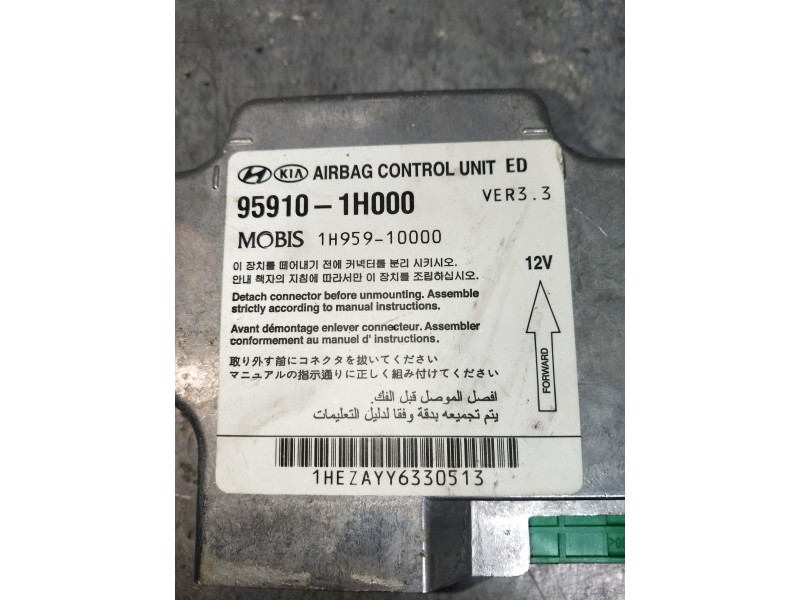 KIA AIRBAG CONTROL UNIT ED
95910-1H000 VER3.3
MOBIS 1H959-10000
이 장치를 떼어내기 전에 커넥터를 분리 시키시오.
안내 책자의 지침에 따라서만 이 장치를 조립하십시오.
12V
Detach connector before unmounting. Assemble
strictly according to manual instructions.
Avant démontage enlever connecteur. Assembler
conformement au manuel d' instructions.
FORWARD
取り外す前にコネクタを抜いてください
マニュアルの指示通りに正しく組み付けてください
افصل الموصل قبل الفك.
يتم تجميعه بدقة وفقا لدليل التعليمات
1HEZAYY6330513